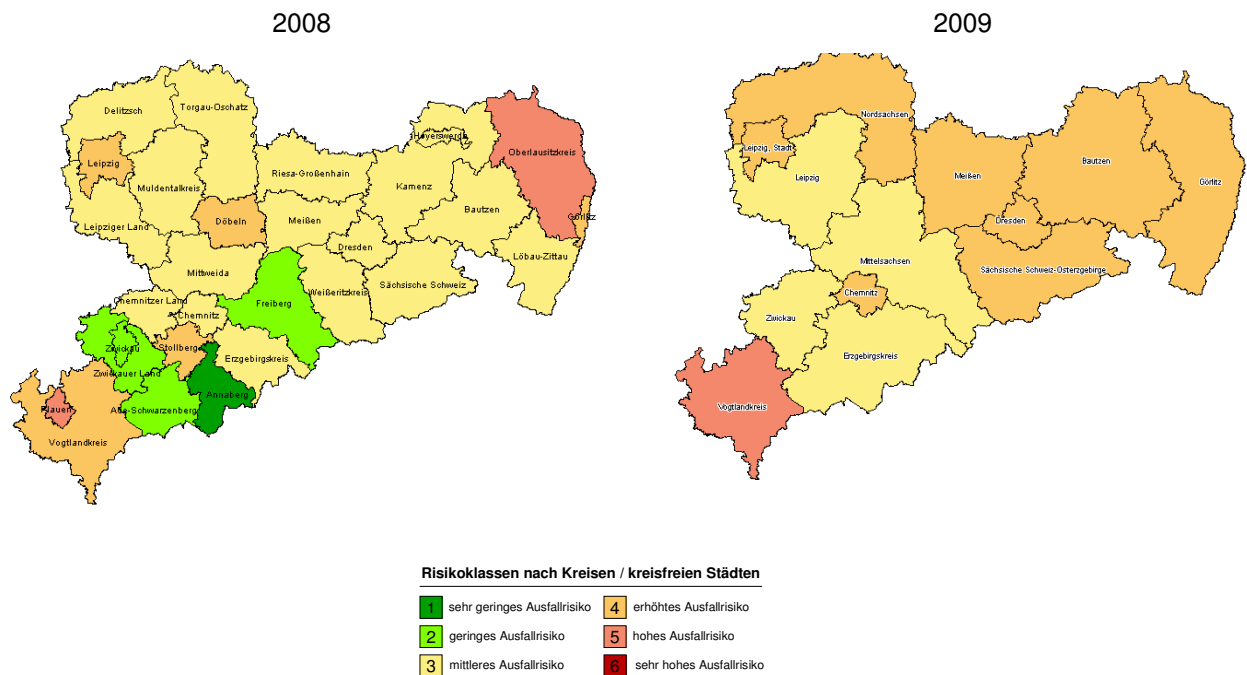 2008
2009
Delitzsch
Torgau-Oschatz
Hoyerswerda
Oberlausitzkreis
Leipzig
Riesa-Großenhain
Muldentalkreis
Kamenz
Bautzen
Görlitz
Leipziger Land
Döbeln
Meißen
Dresden
Löbau-Zittau
Mittweida
Sächsische Schweiz
Weißeritzkreis
Freiberg
Chemnitzer Land
Chemnitz
Stollberg
Zwickau
Erzgebirgskreis
Zwickauer Land
Annaberg
Plauen
Aue-Schwarzenberg
Vogtlandkreis
Nordsachsen
Leipzig, Stadt
Bautzen
Leipzig
Meißen
Görlitz
Dresden
Mittelsachsen
Sächsische Schweiz-Osterzgebirge
Chemnitz
Zwickau
Erzgebirgskreis
Vogtlandkreis
Risikoklassen nach Kreisen / kreisfreien Städten
1 sehr geringes Ausfallrisiko 4 erhöhtes Ausfallrisiko
2 geringes Ausfallrisiko 5 hohes Ausfallrisiko
3 mittleres Ausfallrisiko 6 sehr hohes Ausfallrisiko